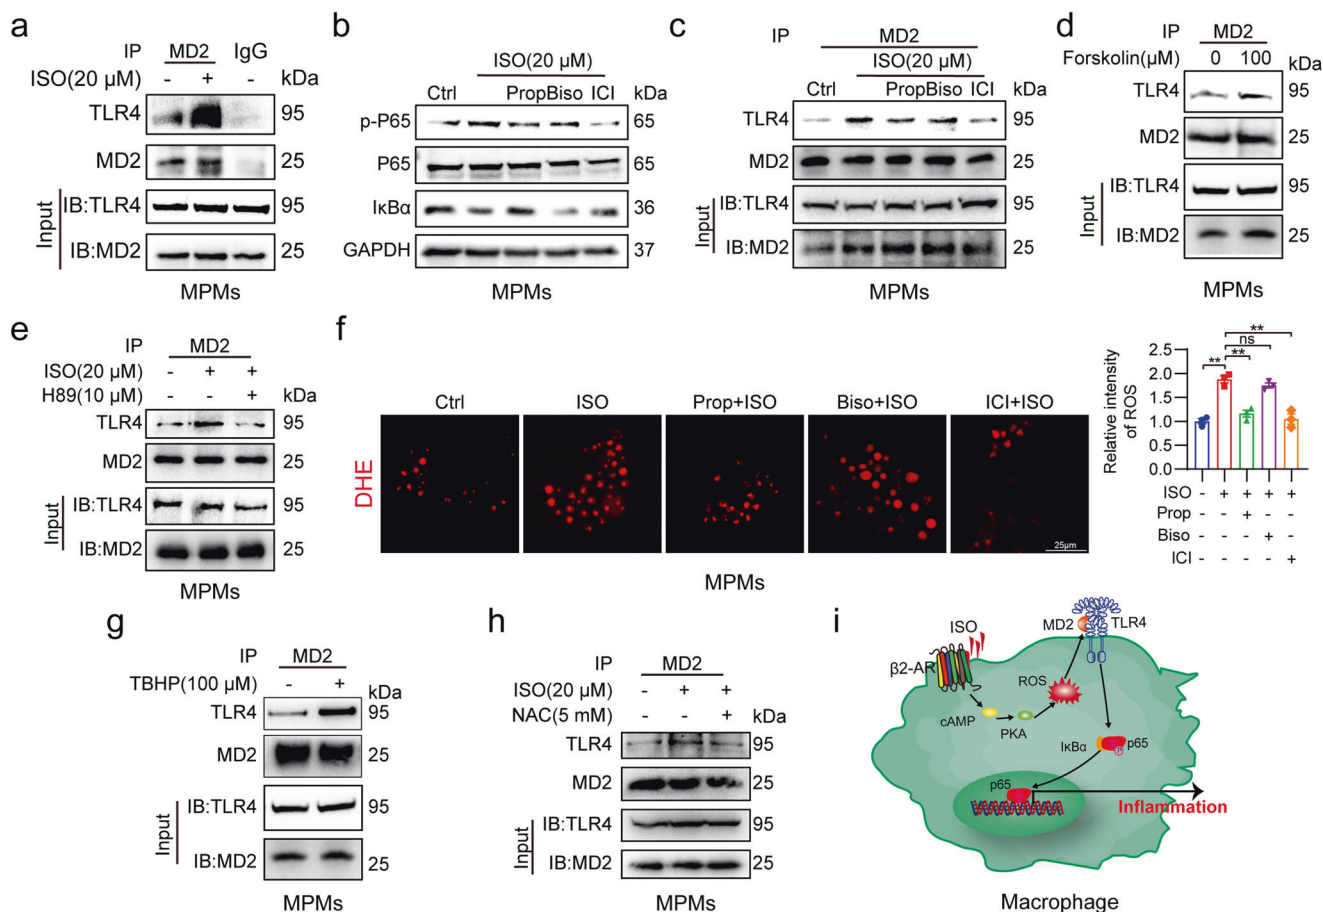 a
IP MD2 IgG
ISO(20 μM) - + - kDa
TLR4 95
MD2 25
Input
IB:TLR4 95
IB:MD2 25
MPMs
b
ISO(20 μM)
Ctrl PropBiso ICI kDa
p-P65 65
P65 65
IκBα 36
GAPDH 37
MPMs
c
IP MD2
ISO(20 μM)
Ctrl PropBiso ICI kDa
TLR4 95
MD2 25
Input
IB:TLR4 95
IB:MD2 25
MPMs
d
IP MD2
Forskolin(μM) 0 100 kDa
TLR4 95
MD2 25
Input
IB:TLR4 95
IB:MD2 25
MPMs
e
IP MD2
ISO(20 μM) - + +
H89(10 μM) - - + kDa
TLR4 95
MD2 25
Input
IB:TLR4 95
IB:MD2 25
MPMs
f
Ctrl ISO Prop+ISO Biso+ISO ICI+ISO
DHE
25μm
MPMs
Relative intensity
of ROS
2.5
2.0
1.5
1.0
0.5
0.0
**
ns
** **
ISO - + + + +
Prop - - + - -
Biso - - - + -
ICI - - - - +
g
IP MD2
TBHP(100 μM) - + kDa
TLR4 95
MD2 25
Input
IB:TLR4 95
IB:MD2 25
MPMs
h
IP MD2
ISO(20 μM) - + +
NAC(5 mM) - - + kDa
TLR4 95
MD2 25
Input
IB:TLR4 95
IB:MD2 25
MPMs
i
MD2 TLR4
ISO
β2-AR
ROS
cAMP
PKA
IκBα p65
P
p65
Inflammation
Macrophage